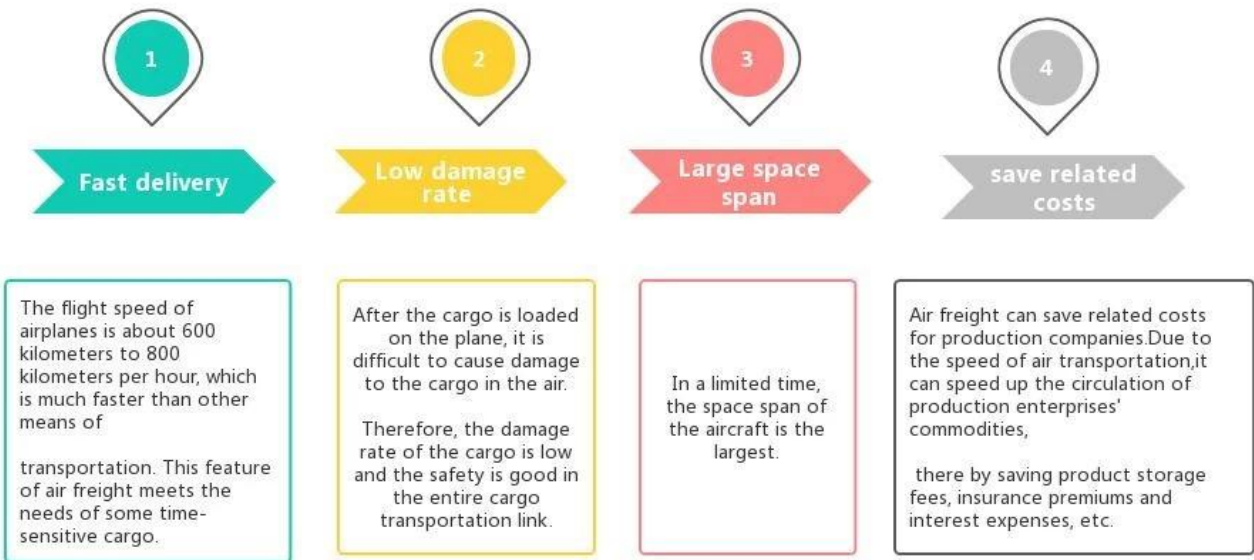 1
Fast delivery
The flight speed of
airplanes is about 600
kilometers to 800
kilometers per hour, which
is much faster than other
means of
transportation. This feature
of air freight meets the
needs of some time-
sensitive cargo.
2
Low damage
rate
After the cargo is loaded
on the plane, it is
difficult to cause damage
to the cargo in the air.
Therefore, the damage
rate of the cargo is low
and the safety is good in
the entire cargo
transportation link.
3
Large space
span
In a limited time,
the space span of
the aircraft is the
largest.
4
save related
costs
Air freight can save related costs
for production companies.Due to
the speed of air transportation,it
can speed up the circulation of
production enterprises'
commodities,
there by saving product storage
fees, insurance premiums and
interest expenses, etc.